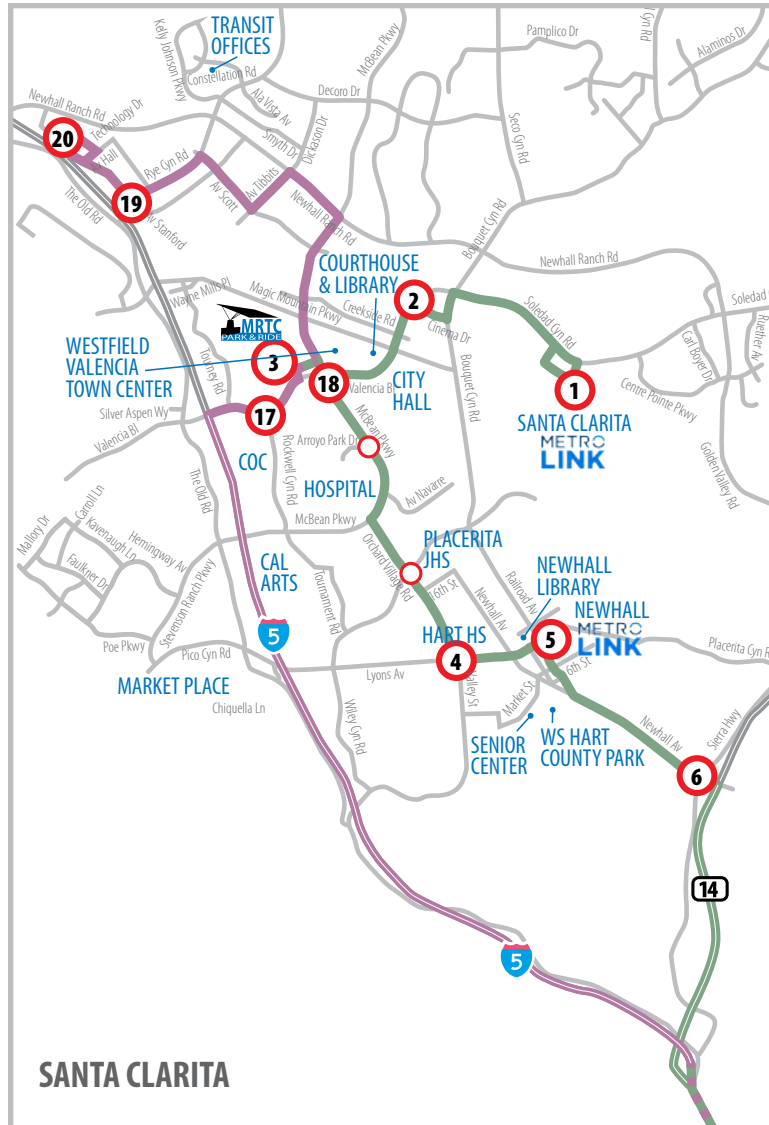 TRANSIT
OFFICES
Kelly Johnson Pkwy
Constellation Rd
McBean Pkwy
Pamplico Dr
Alaminos Dr
Newhall Ranch Rd
Technology Dr
Decoro Dr
Ala Vista Av
Smyth Dr
Dickason Dr
Seco Cyn Rd
20
Rye Cyn Rd
19
The Old Rd
Av Stanford
Av Scott
Av Tibbits
Newhall Ranch Rd
Bouquet Cyn Rd
Newhall Ranch Rd
COURTHOUSE
& LIBRARY
Wayne Mills Pl
Magic Mountain Pkwy
Creekside Rd
2
Cinema Dr
Soledad Cyn Rd
Ruether Av
Carl Boyer Dr
MRTC
PARK & RIDE
WESTFIELD
VALENCIA
TOWN CENTER
3
18
CITY
HALL
Bouquet Cyn Rd
1
Centre Pointe Pkwy
Tourney Rd
SANTA CLARITA
METRO
LINK
Silver Aspen Wy
Valencia Bl
17
COC
McBean Pkwy
Arroyo Park Dr
Golden Valley Rd
The Old Rd
Rockwell Cyn Rd
HOSPITAL
Av Navarre
McBean Pkwy
Mallory Dr
Carroll Ln
Kavenaugh Ln
Hemingway Av
Faulkner Dr
Stevenson Ranch Pkwy
Poe Pkwy
CAL
ARTS
Orchard Village Rd
PLACERITA
JHS
16th St
Newhall Av
Railroad Av
NEWHALL
LIBRARY
NEWHALL
METRO
LINK
Tournament Rd
5
HART HS
4
5
6th St
Placerita Cyn R
Pico Cyn Rd
MARKET PLACE
Chiquella Ln
Lyons Av
Market St
Wiley Cyn Rd
SENIOR
CENTER
WS HART
COUNTY PARK
Newhall Av
Sierra Hwy
6
14
5
SANTA CLARITA